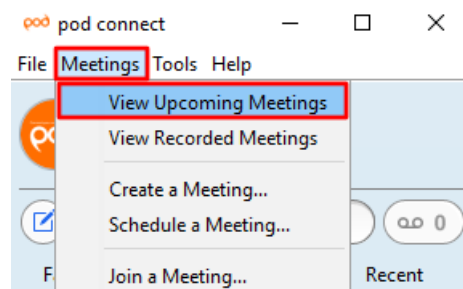 pod pod connect
File Meetings Tools Help
View Upcoming Meetings
View Recorded Meetings
Create a Meeting...
Schedule a Meeting...
0
Join a Meeting...
Recent